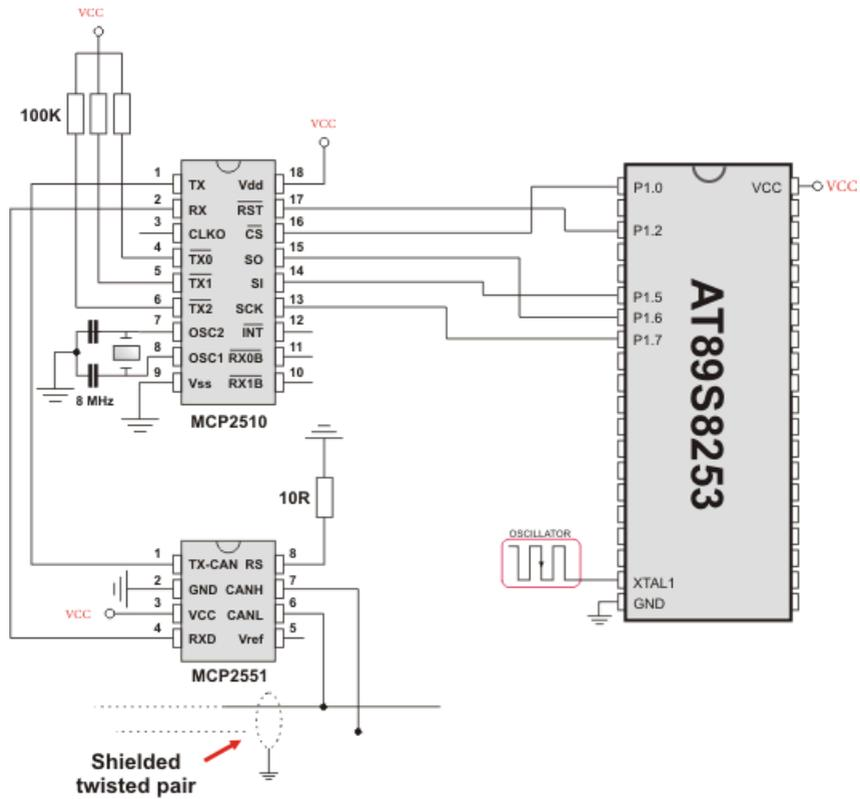 VCC
100K
VCC
1 TX Vdd 18
2 RX RST 17
3 CLKO CS 16
4 TX0 SO 15
5 TX1 SI 14
6 TX2 SCK 13
7 OSC2 INT 12
8 OSC1 RX0B 11
9 Vss RX1B 10
8 MHz
MCP2510
P1.0 VCC
VCC
P1.2
P1.5
P1.6
P1.7
AT89S8253
OSCILLATOR
XTAL1
GND
10R
1 TX-CAN RS 8
2 GND CANH 7
VCC
3 VCC CANL 6
4 RXD Vref 5
MCP2551
Shielded
twisted pair